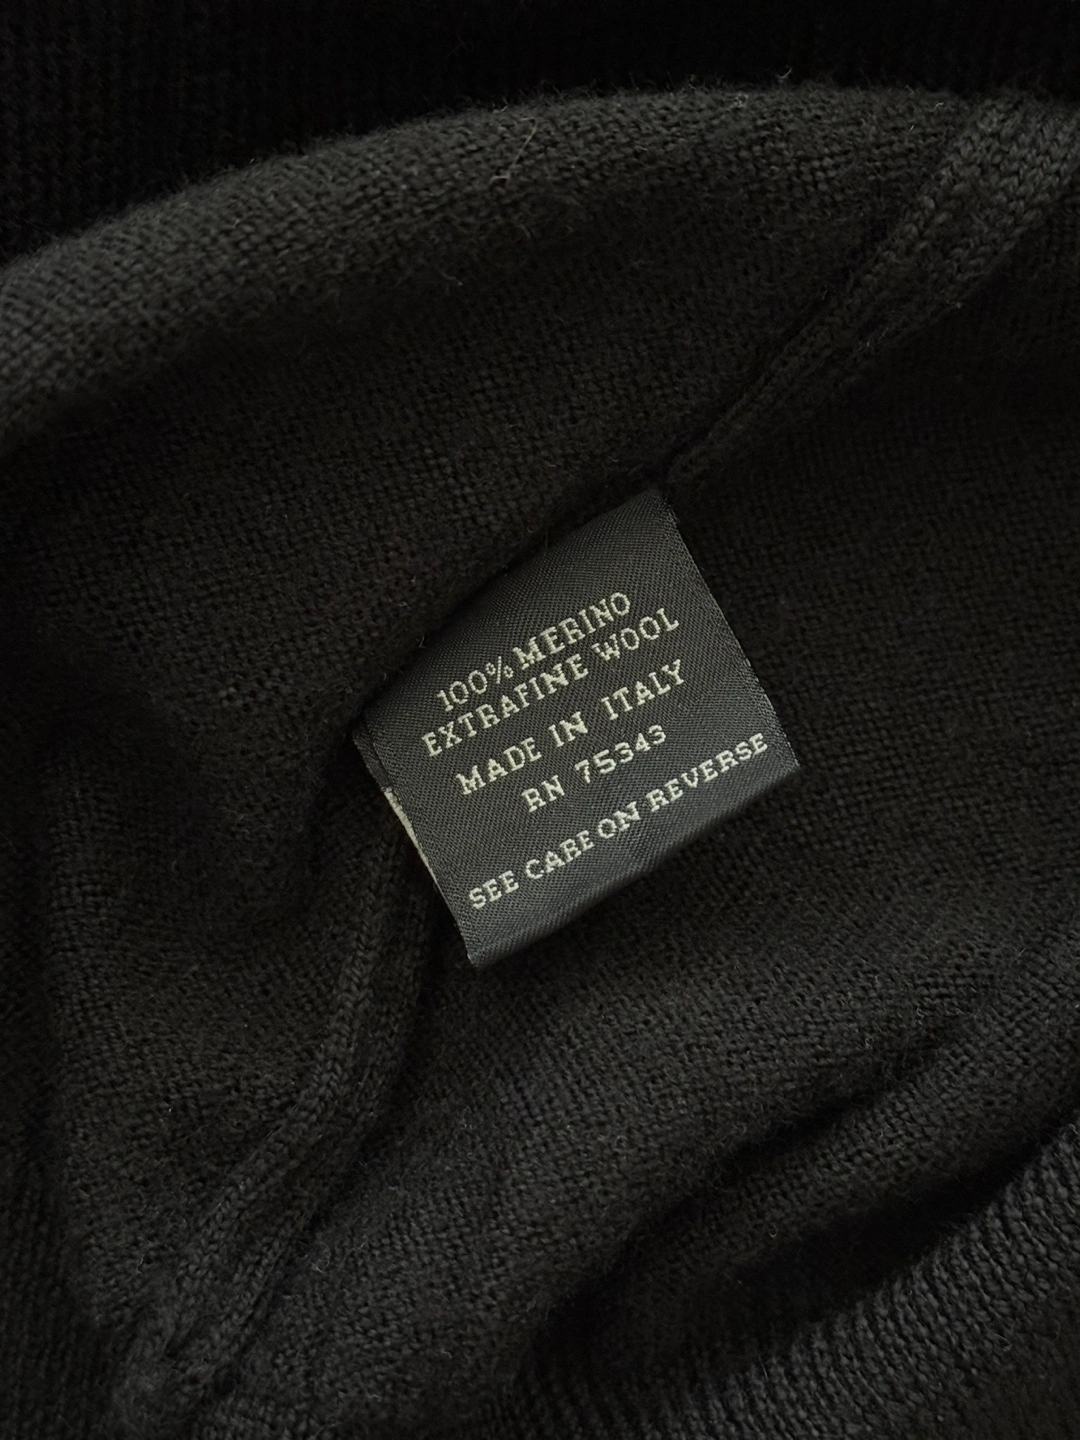 100% MERINO
EXTRAFINE WOOL
MADE IN ITALY
RN 75343
SEE CARE ON REVERSE